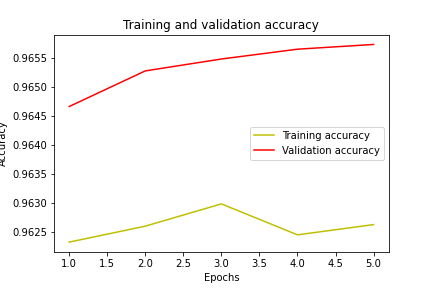 Training and validation accuracy
0.9655
0.9650
0.9645
0.9640
0.9635
0.9630
0.9625
Accuracy
Training accuracy
Validation accuracy
1.0 1.5 2.0 2.5 3.0 3.5 4.0 4.5 5.0
Epochs